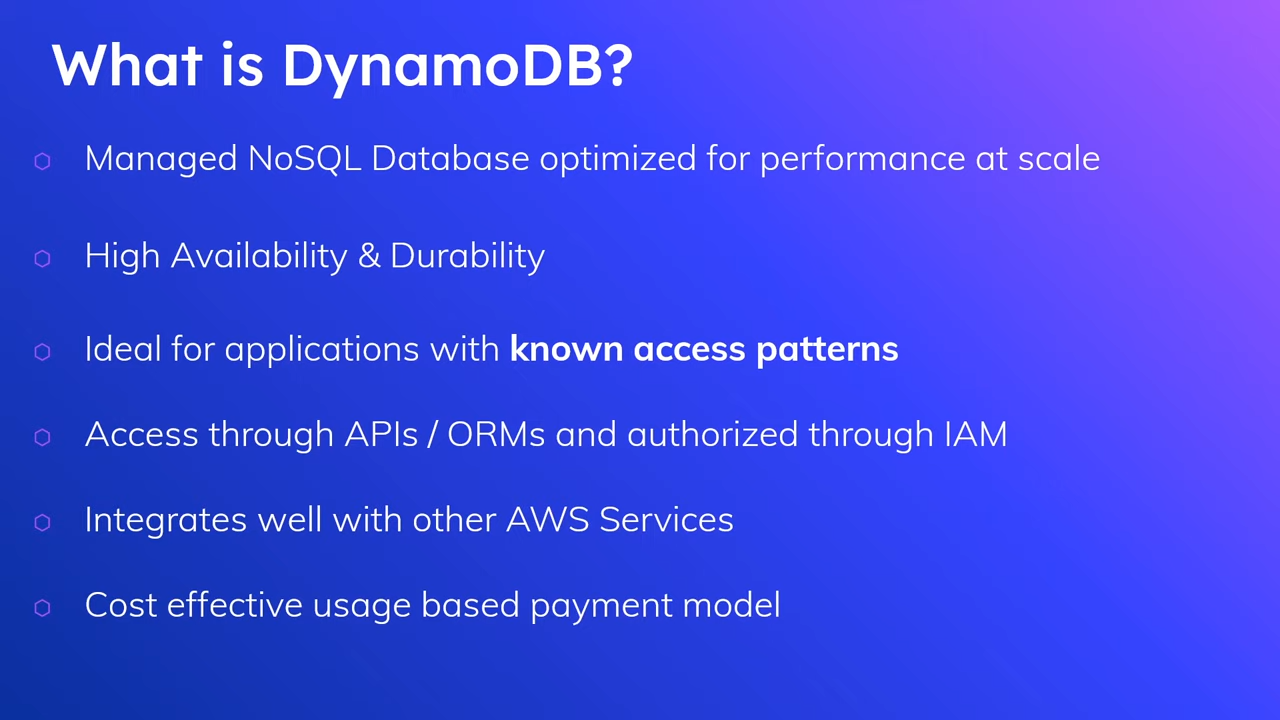 What is DynamoDB?
Managed NoSQL Database optimized for performance at scale
High Availability & Durability
Ideal for applications with known access patterns
Access through APIs / ORMs and authorized through IAM
Integrates well with other AWS Services
Cost effective usage based payment model